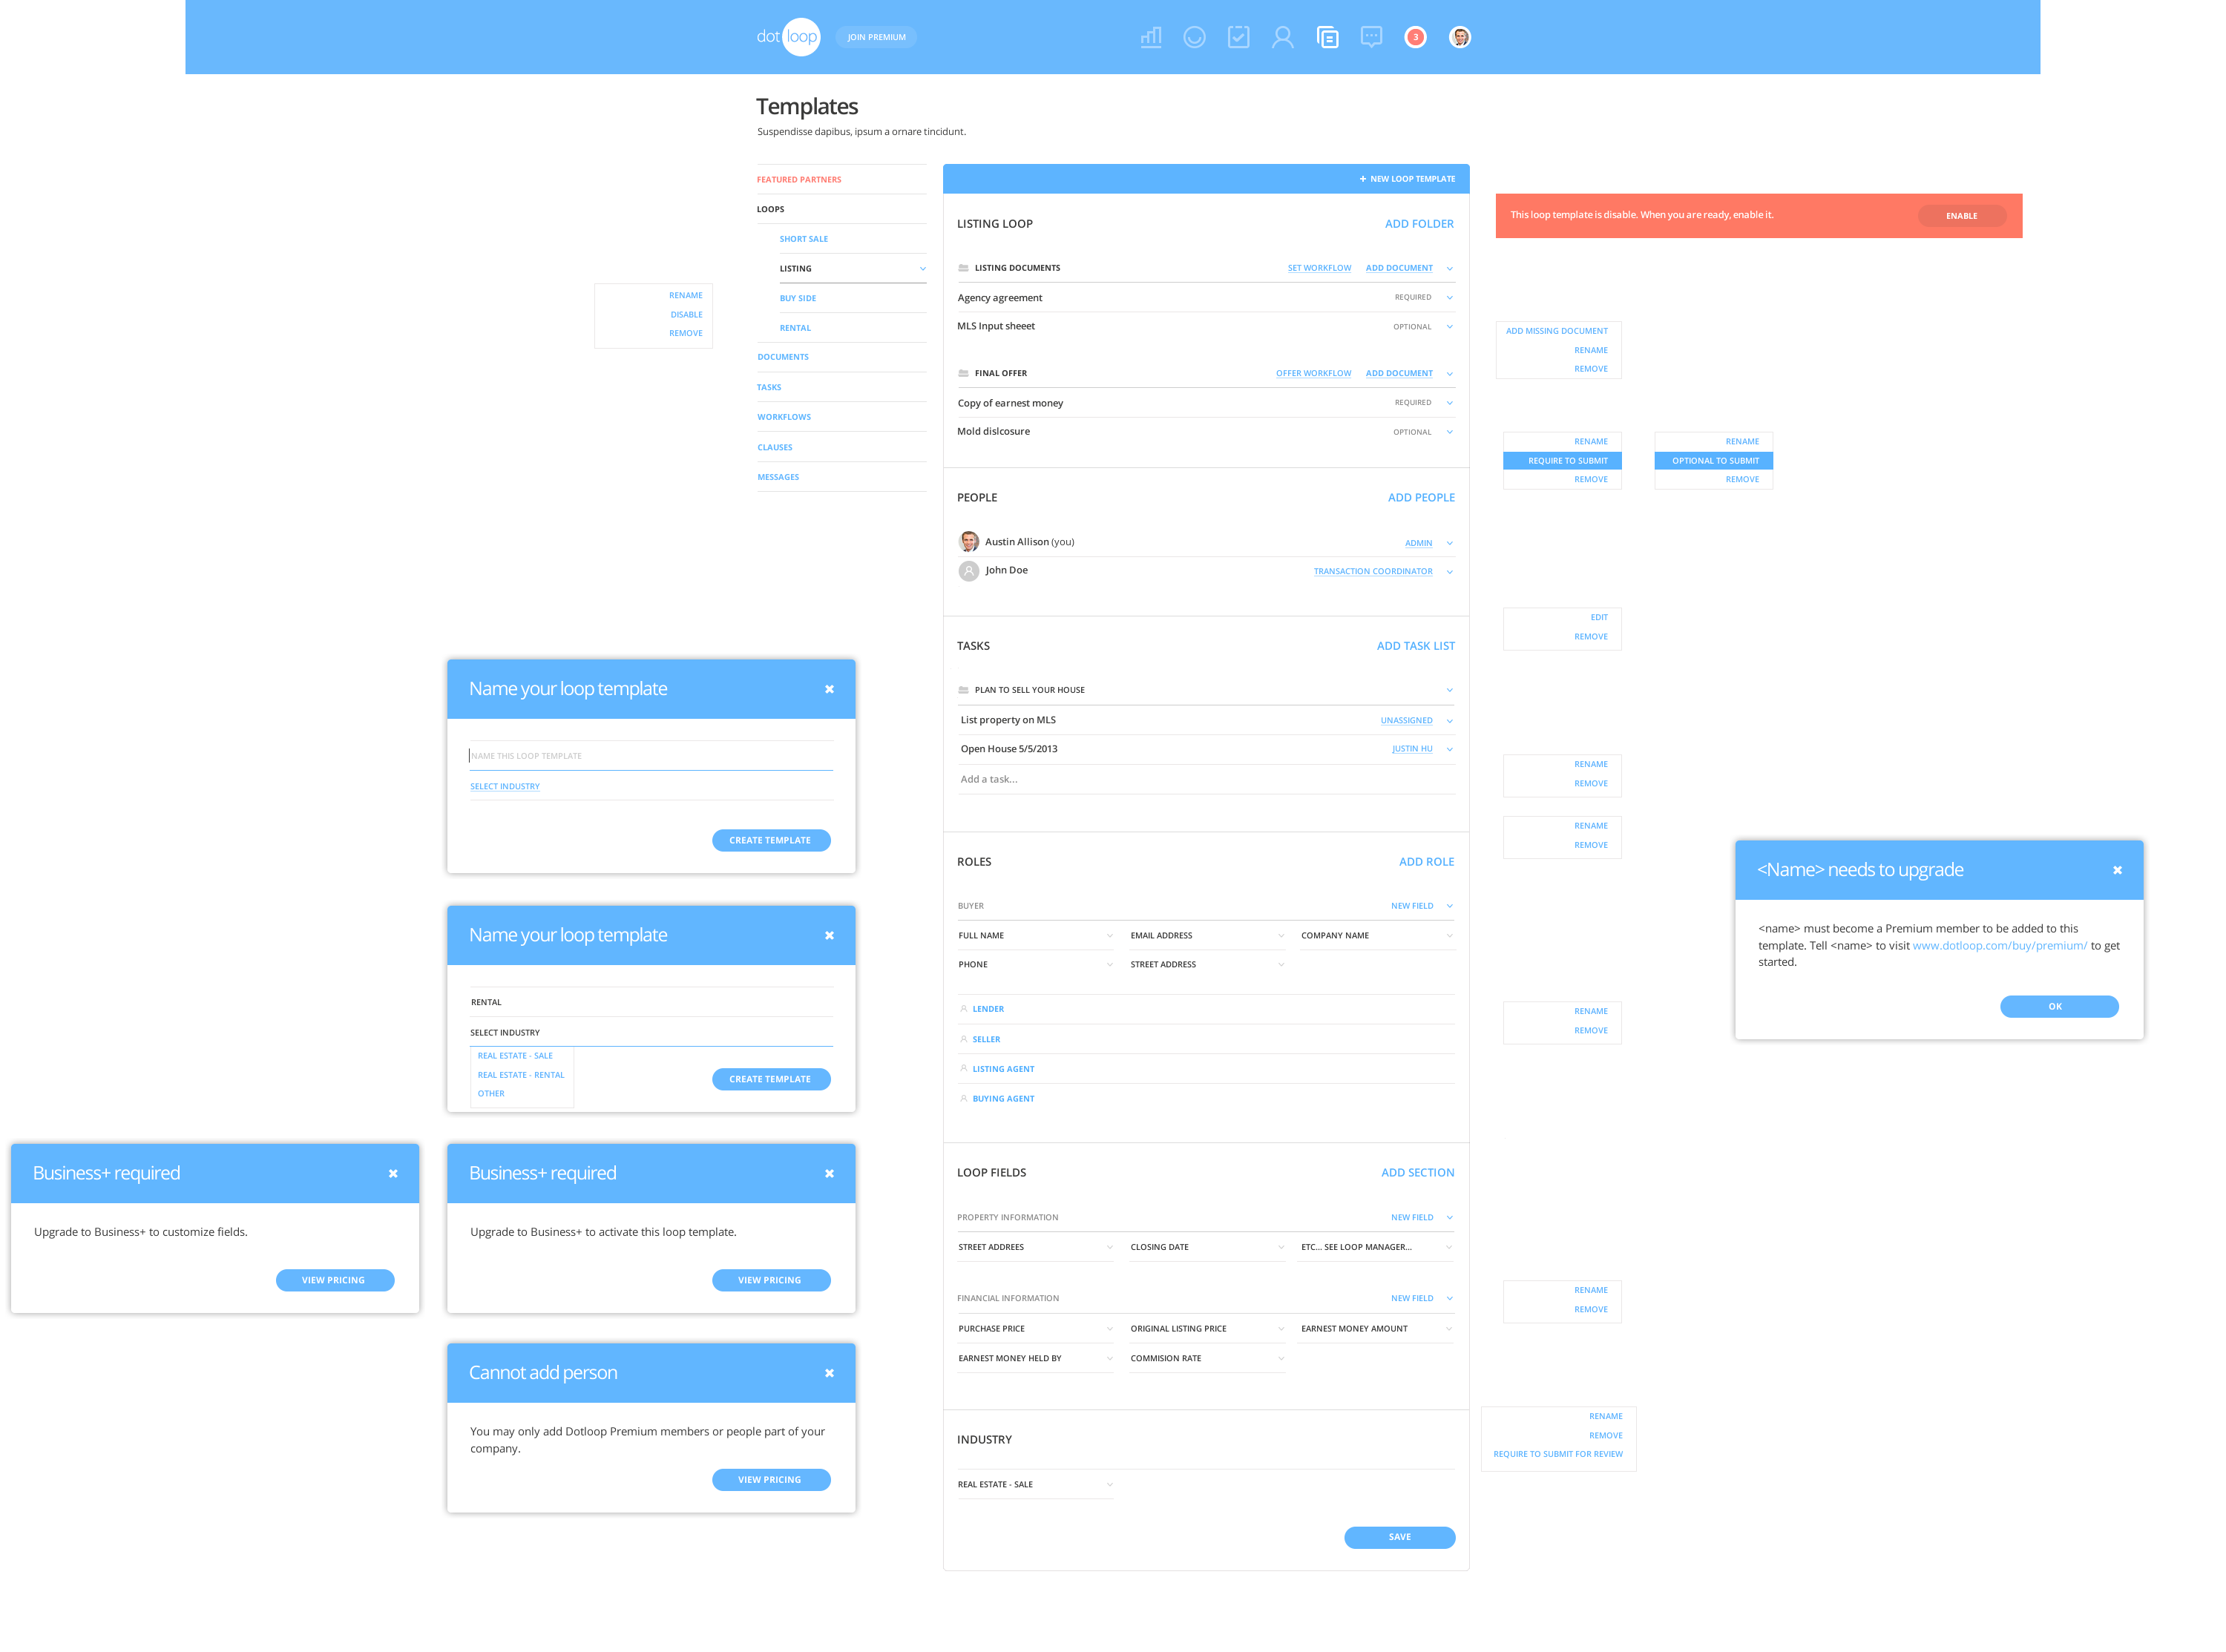 dot loop
JOIN PREMIUM
3
Templates
Suspendisse dapibus, ipsum a ornare tincidunt.
FEATURED PARTNERS
LOOPS
SHORT SALE
LISTING
BUY SIDE
RENTAL
DOCUMENTS
TASKS
WORKFLOWS
CLAUSES
MESSAGES
RENAME
DISABLE
REMOVE
+ NEW LOOP TEMPLATE
LISTING LOOP ADD FOLDER
LISTING DOCUMENTS SET WORKFLOW ADD DOCUMENT
Agency agreement REQUIRED
MLS Input sheeet OPTIONAL
FINAL OFFER OFFER WORKFLOW ADD DOCUMENT
Copy of earnest money REQUIRED
Mold dislcosure OPTIONAL
PEOPLE ADD PEOPLE
Austin Allison (you) ADMIN
John Doe TRANSACTION COORDINATOR
TASKS ADD TASK LIST
PLAN TO SELL YOUR HOUSE
List property on MLS UNASSIGNED
Open House 5/5/2013 JUSTIN HU
Add a task...
ROLES ADD ROLE
BUYER NEW FIELD
FULL NAME EMAIL ADDRESS COMPANY NAME
PHONE STREET ADDRESS
LENDER
SELLER
LISTING AGENT
BUYING AGENT
LOOP FIELDS ADD SECTION
PROPERTY INFORMATION NEW FIELD
STREET ADDREES CLOSING DATE ETC... SEE LOOP MANAGER...
FINANCIAL INFORMATION NEW FIELD
PURCHASE PRICE ORIGINAL LISTING PRICE EARNEST MONEY AMOUNT
EARNEST MONEY HELD BY COMMISION RATE
INDUSTRY
REAL ESTATE - SALE
SAVE
This loop template is disable. When you are ready, enable it. ENABLE
ADD MISSING DOCUMENT
RENAME
REMOVE
RENAME
REQUIRE TO SUBMIT
REMOVE
RENAME
OPTIONAL TO SUBMIT
REMOVE
EDIT
REMOVE
RENAME
REMOVE
RENAME
REMOVE
RENAME
REMOVE
RENAME
REMOVE
RENAME
REMOVE
REQUIRE TO SUBMIT FOR REVIEW
Name your loop template
NAME THIS LOOP TEMPLATE
SELECT INDUSTRY
CREATE TEMPLATE
Name your loop template
RENTAL
SELECT INDUSTRY
REAL ESTATE - SALE
REAL ESTATE - RENTAL
OTHER
CREATE TEMPLATE
Business+ required
Upgrade to Business+ to customize fields.
VIEW PRICING
Business+ required
Upgrade to Business+ to activate this loop template.
VIEW PRICING
Cannot add person
You may only add Dotloop Premium members or people part of your
company.
VIEW PRICING
<Name> needs to upgrade
<name> must become a Premium member to be added to this
template. Tell <name> to visit www.dotloop.com/buy/premium/ to get
started.
OK